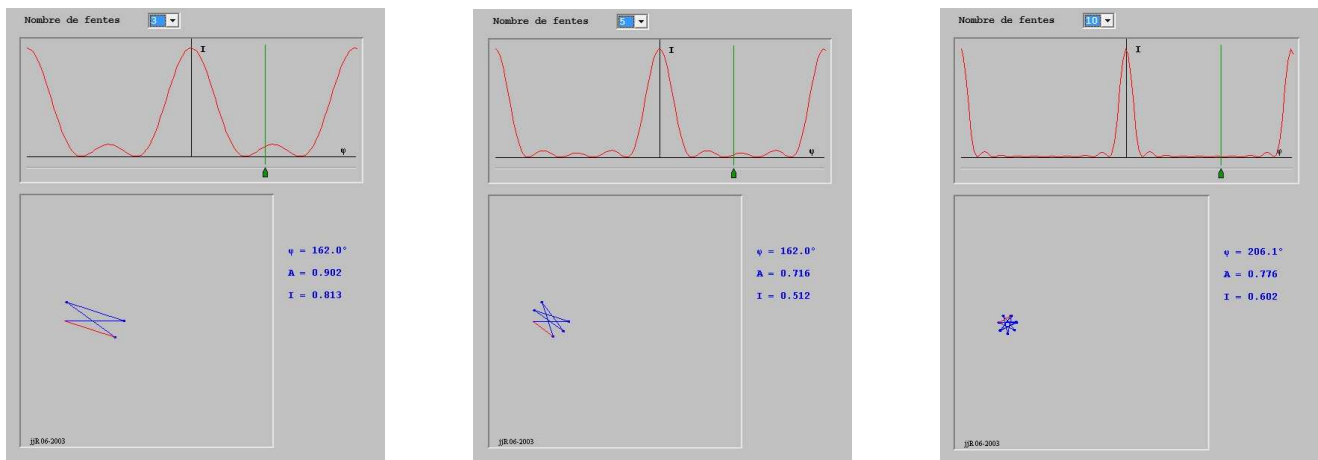 Nombre de fentes 3
I
φ
φ = 162.0°
A = 0.902
I = 0.813
jjR 06-2003
Nombre de fentes 5
I
φ
φ = 162.0°
A = 0.716
I = 0.512
jjR 06-2003
Nombre de fentes 10
I
φ
φ = 206.1°
A = 0.776
I = 0.602
jjR 06-2003